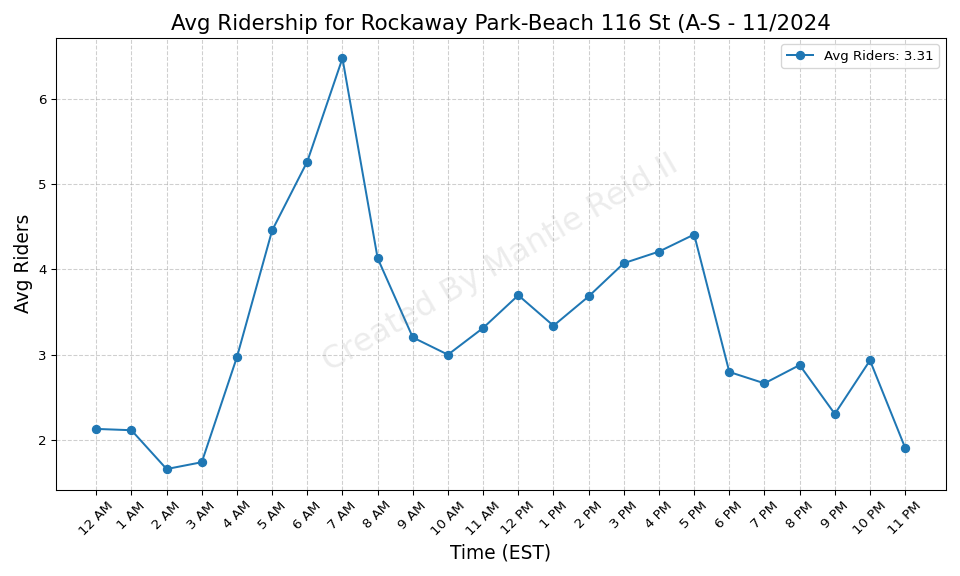 Avg Ridership for Rockaway Park-Beach 116 St (A-S - 11/2024
Avg Riders: 3.31
Avg Riders
6
5
4
3
2
Created By Mantie Reid II
12 AM
1 AM
2 AM
3 AM
4 AM
5 AM
6 AM
7 AM
8 AM
9 AM
10 AM
11 AM
12 PM
1 PM
2 PM
3 PM
4 PM
5 PM
6 PM
7 PM
8 PM
9 PM
10 PM
11 PM
Time (EST)